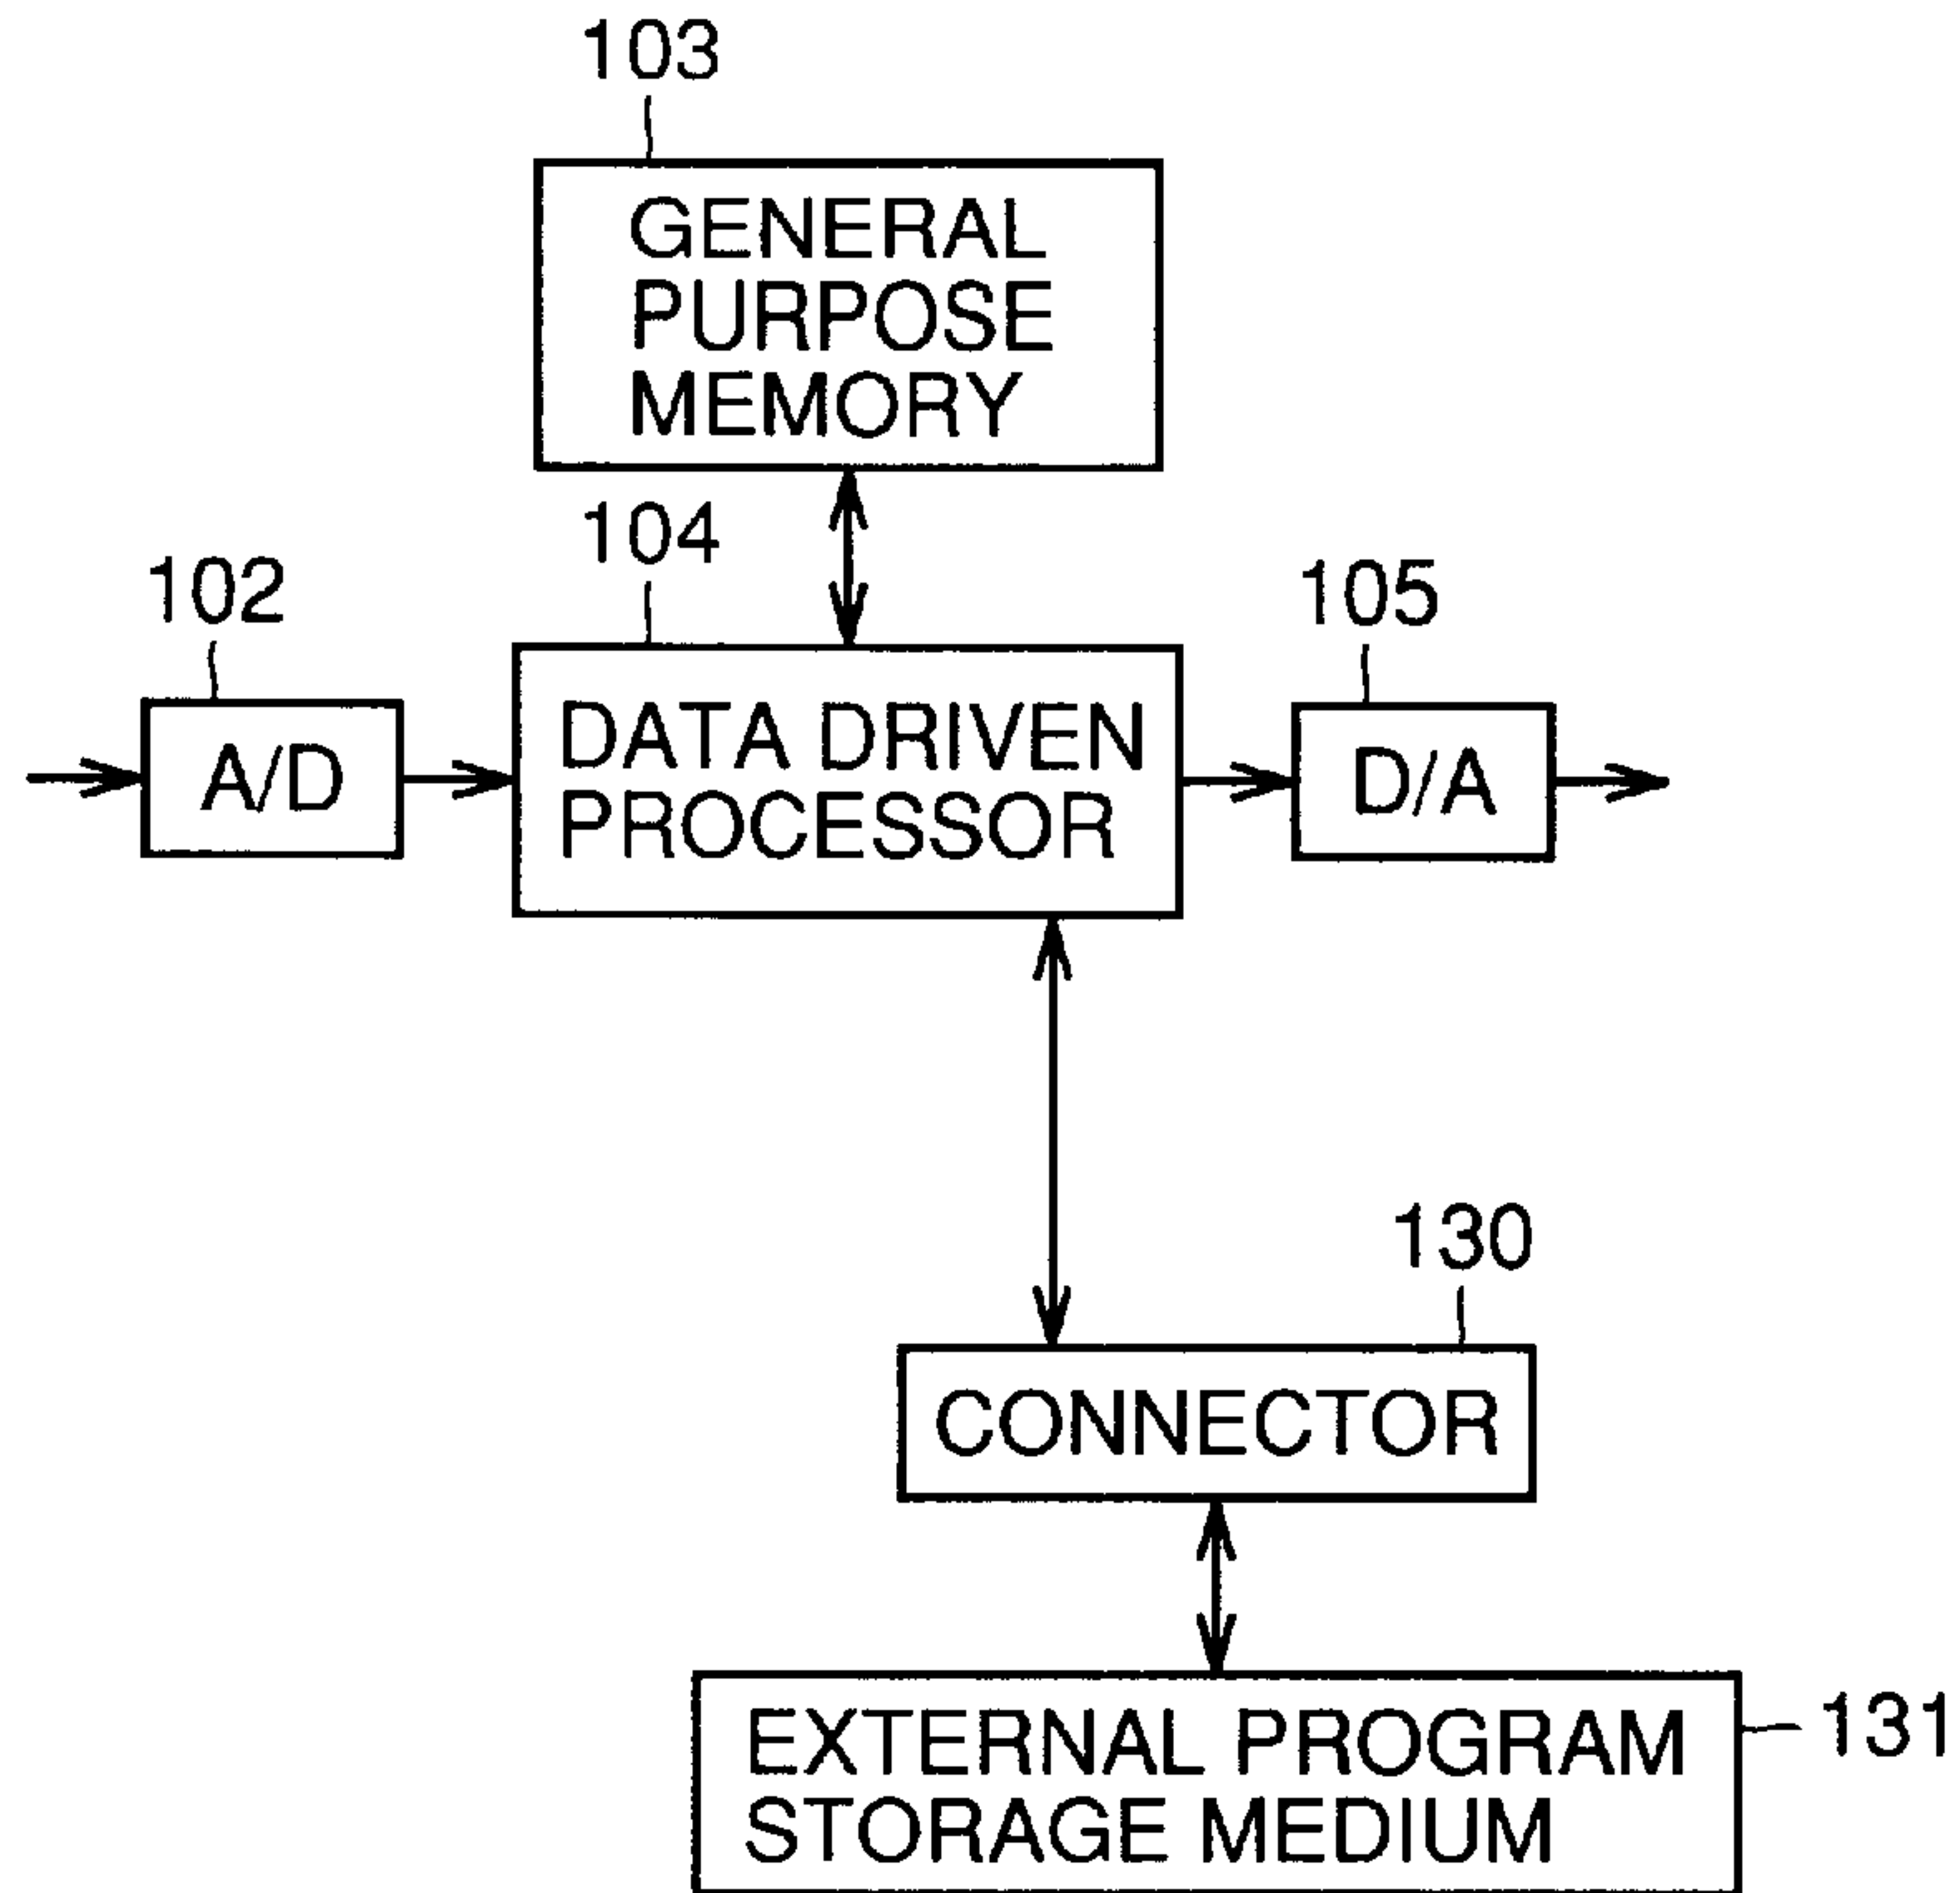 103
GENERAL
PURPOSE
MEMORY
104
102
105
A/D
DATA DRIVEN
PROCESSOR
D/A
130
CONNECTOR
EXTERNAL PROGRAM
STORAGE MEDIUM
131